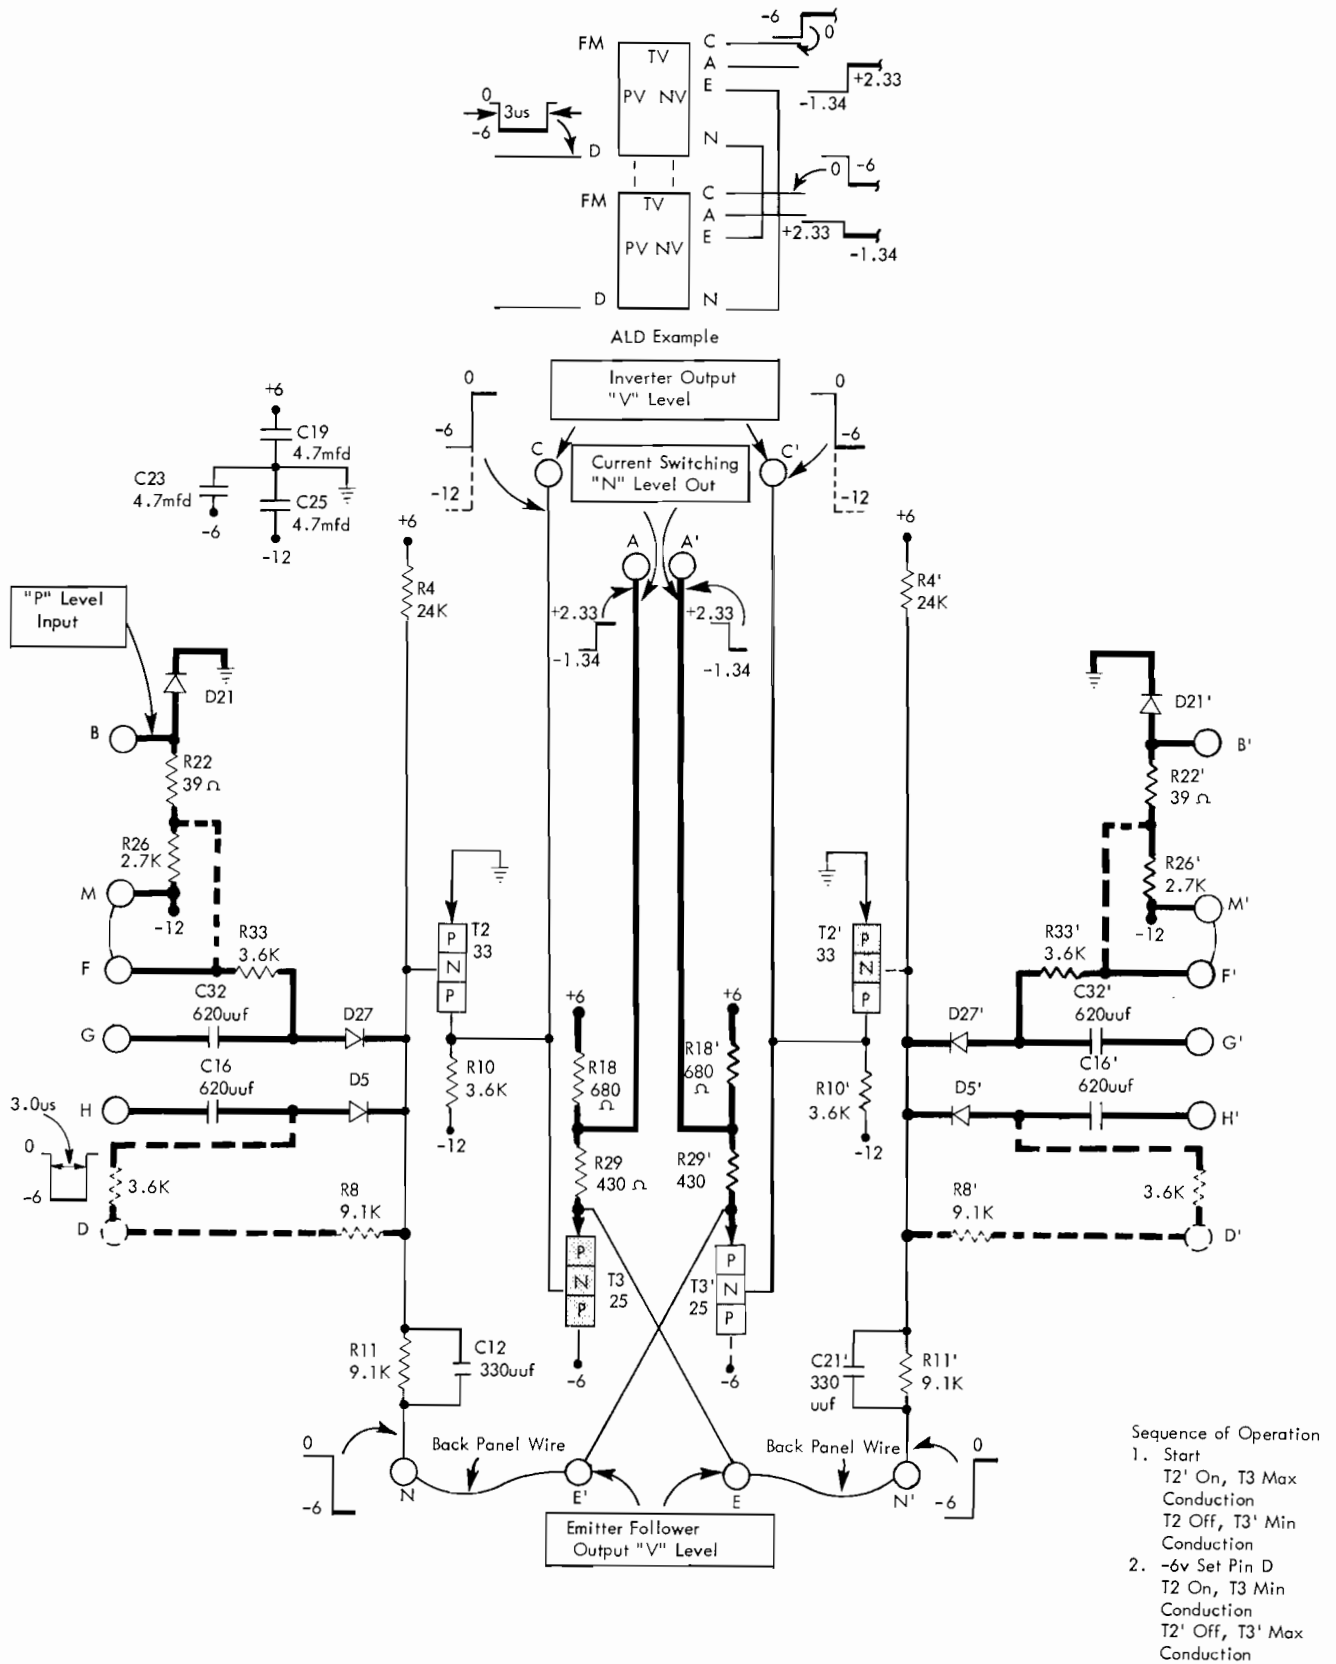 -6
0
FM
TV
C
A
E
+2.33
-1.34
PV NV
0
3us
-6
N
D
0
-6
FM
TV
C
A
E
+2.33
-1.34
PV NV
D
N
ALD Example
0
Inverter Output
"V" Level
0
+6
-6
C
C'
-6
C19
4.7mfd
C23
4.7mfd
Current Switching
"N" Level Out
-12
-12
C25
4.7mfd
-6
-12
+6
+6
A
A'
R4
24K
R4'
24K
"P" Level
Input
+2.33
+2.33
-1.34
-1.34
D21
D21'
B
B'
R22
39 Ω
R22'
39 Ω
R26
2.7K
R26'
2.7K
M
M'
-12
-12
R33
3.6K
T2
33
T2'
33
R33'
3.6K
P
N
P
P
N
P
F
F'
C32
620uuf
C32'
620uuf
+6
+6
D27
D27'
G
G'
C16
620uuf
C16'
620uuf
R10
3.6K
R18
680
Ω
R18'
680
Ω
R10'
3.6K
D5
D5'
3.0us
H
H'
-12
-12
0
-6
3.6K
R29
430 Ω
R29'
430
3.6K
R8
9.1K
R8'
9.1K
D
D'
P
N
P
T3
25
T3'
25
P
N
P
R11
9.1K
C12
330uuf
-6
-6
C21'
330
uuf
R11'
9.1K
0
-6
Back Panel Wire
Back Panel Wire
0
-6
N
E'
E
N'
Emitter Follower
Output "V" Level
Sequence of Operation
1. Start
T2' On, T3 Max
Conduction
T2 Off, T3' Min
Conduction
2. -6v Set Pin D
T2 On, T3 Min
Conduction
T2' Off, T3' Max
Conduction